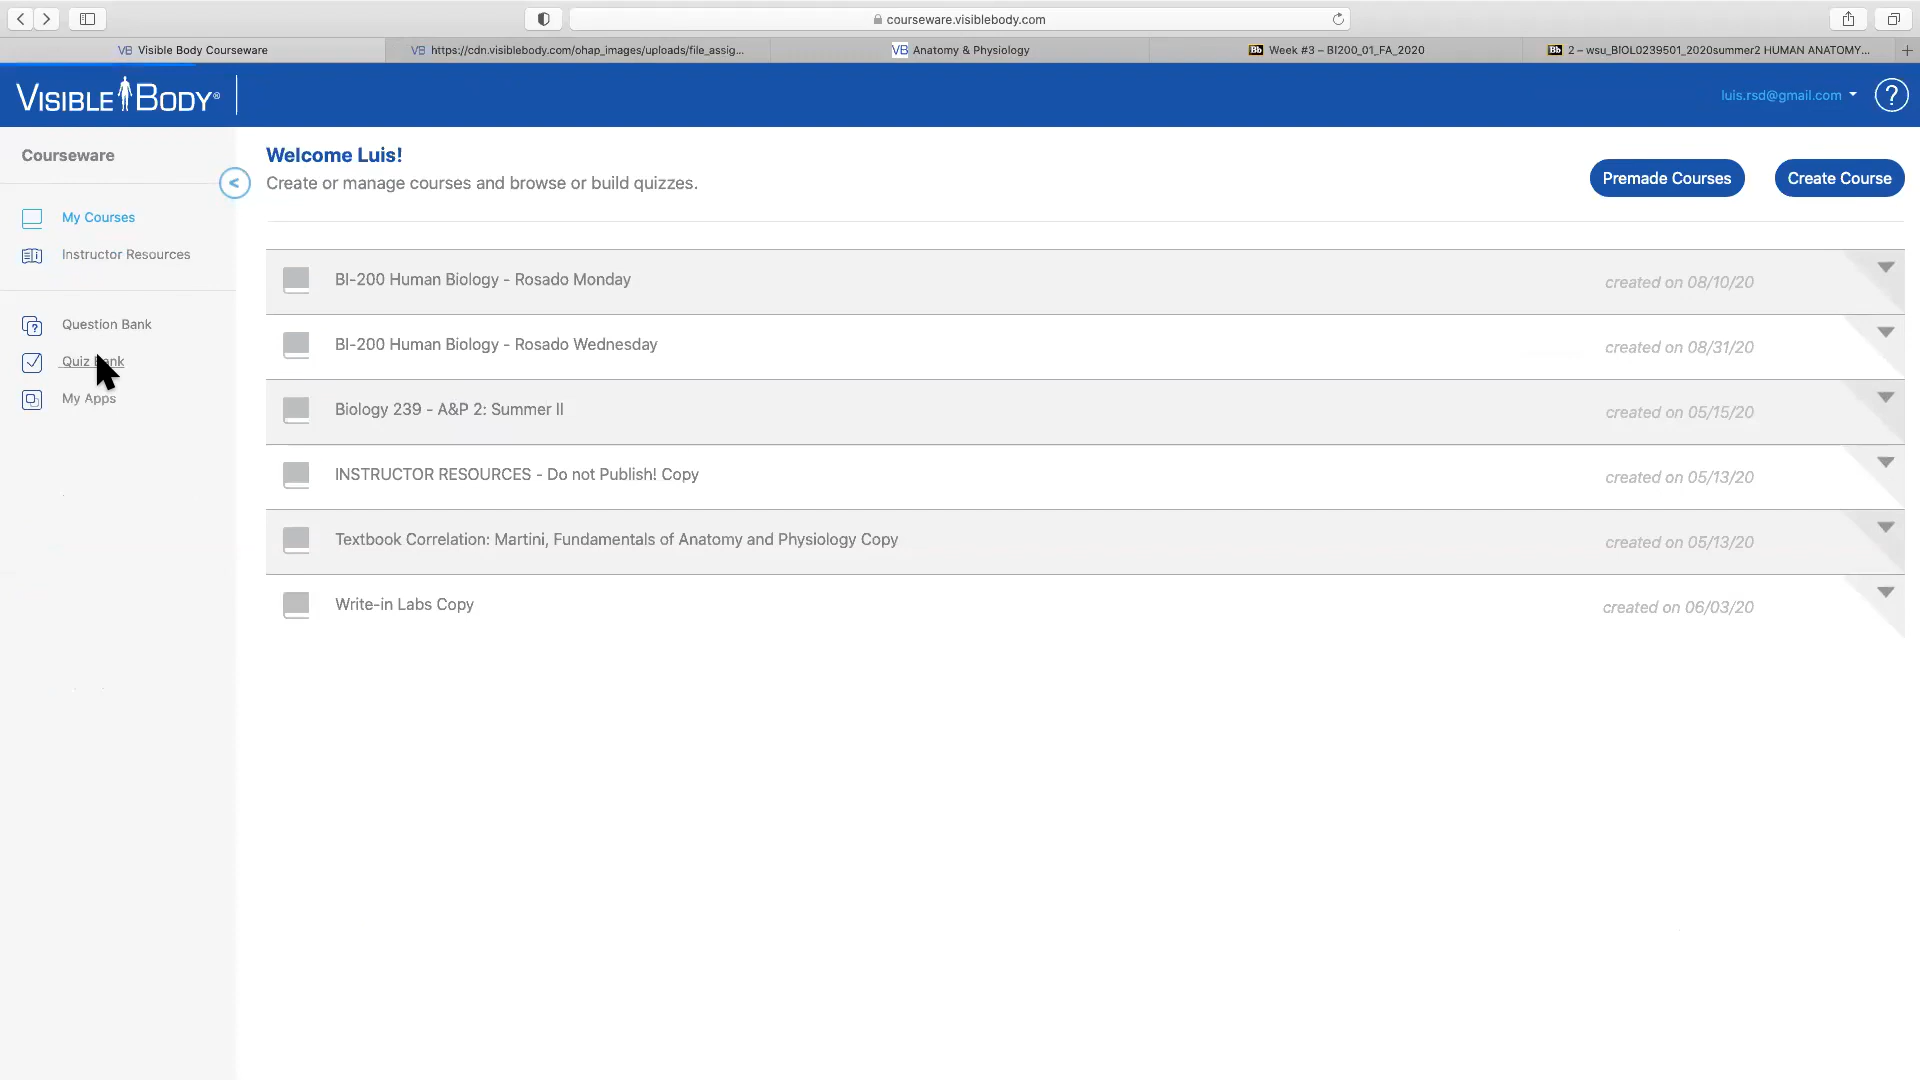 courseware.visiblebody.com
VB Visible Body Courseware
VB https://cdn.visiblebody.com/ohap_images/uploads/file_assig...
VB Anatomy & Physiology
Bb Week #3 – BI200_01_FA_2020
Bb 2 – wsu_BIOL0239501_2020summer2 HUMAN ANATOMY...
VISIBLE BODY®
luis.rsd@gmail.com
?
Courseware
<
My Courses
Instructor Resources
Question Bank
Quiz
My Apps
Welcome Luis!
Create or manage courses and browse or build quizzes.
Premade Courses
Create Course
BI-200 Human Biology - Rosado Monday
created on 08/10/20
BI-200 Human Biology - Rosado Wednesday
created on 08/31/20
Biology 239 - A&P 2: Summer II
created on 05/15/20
INSTRUCTOR RESOURCES - Do not Publish! Copy
created on 05/13/20
Textbook Correlation: Martini, Fundamentals of Anatomy and Physiology Copy
created on 05/13/20
Write-in Labs Copy
created on 06/03/20